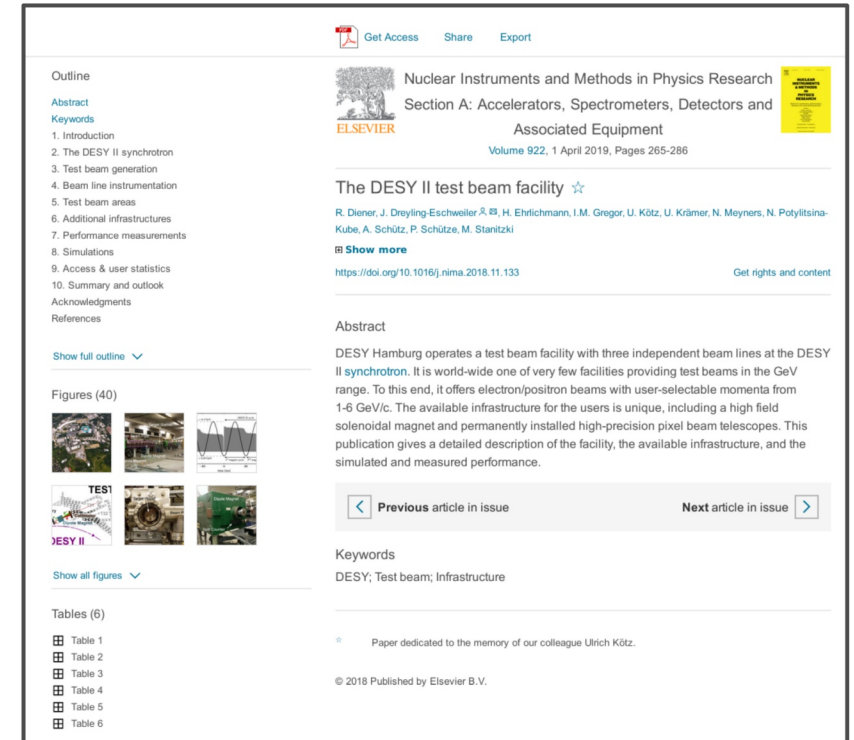 PDF
Get Access Share Export
Outline
Abstract
Keywords
1. Introduction
2. The DESY II synchrotron
3. Test beam generation
4. Beam line instrumentation
5. Test beam areas
6. Additional infrastructures
7. Performance measurements
8. Simulations
9. Access & user statistics
10. Summary and outlook
Acknowledgments
References
Show full outline
Figures (40)
TEST
Dipole Magnet
DESY II
Show all figures
Tables (6)
Table 1
Table 2
Table 3
Table 4
Table 5
Table 6
ELSEVIER
Nuclear Instruments and Methods in Physics Research
Section A: Accelerators, Spectrometers, Detectors and
Associated Equipment
NUCLEAR
INSTRUMENTS
& METHODS
IN
PHYSICS
RESEARCH
Volume 922, 1 April 2019, Pages 265-286
The DESY II test beam facility ☆
R. Diener, J. Dreyling-Eschweiler, H. Ehrlichmann, I.M. Gregor, U. Kötz, U. Krämer, N. Meyners, N. Potylitsina-
Kube, A. Schütz, P. Schütze, M. Stanitzki
Show more
https://doi.org/10.1016/j.nima.2018.11.133 Get rights and content
Abstract
DESY Hamburg operates a test beam facility with three independent beam lines at the DESY
II synchrotron. It is world-wide one of very few facilities providing test beams in the GeV
range. To this end, it offers electron/positron beams with user-selectable momenta from
1-6 GeV/c. The available infrastructure for the users is unique, including a high field
solenoidal magnet and permanently installed high-precision pixel beam telescopes. This
publication gives a detailed description of the facility, the available infrastructure, and the
simulated and measured performance.
Previous article in issue Next article in issue
Keywords
DESY; Test beam; Infrastructure
☆ Paper dedicated to the memory of our colleague Ulrich Kötz.
© 2018 Published by Elsevier B.V.